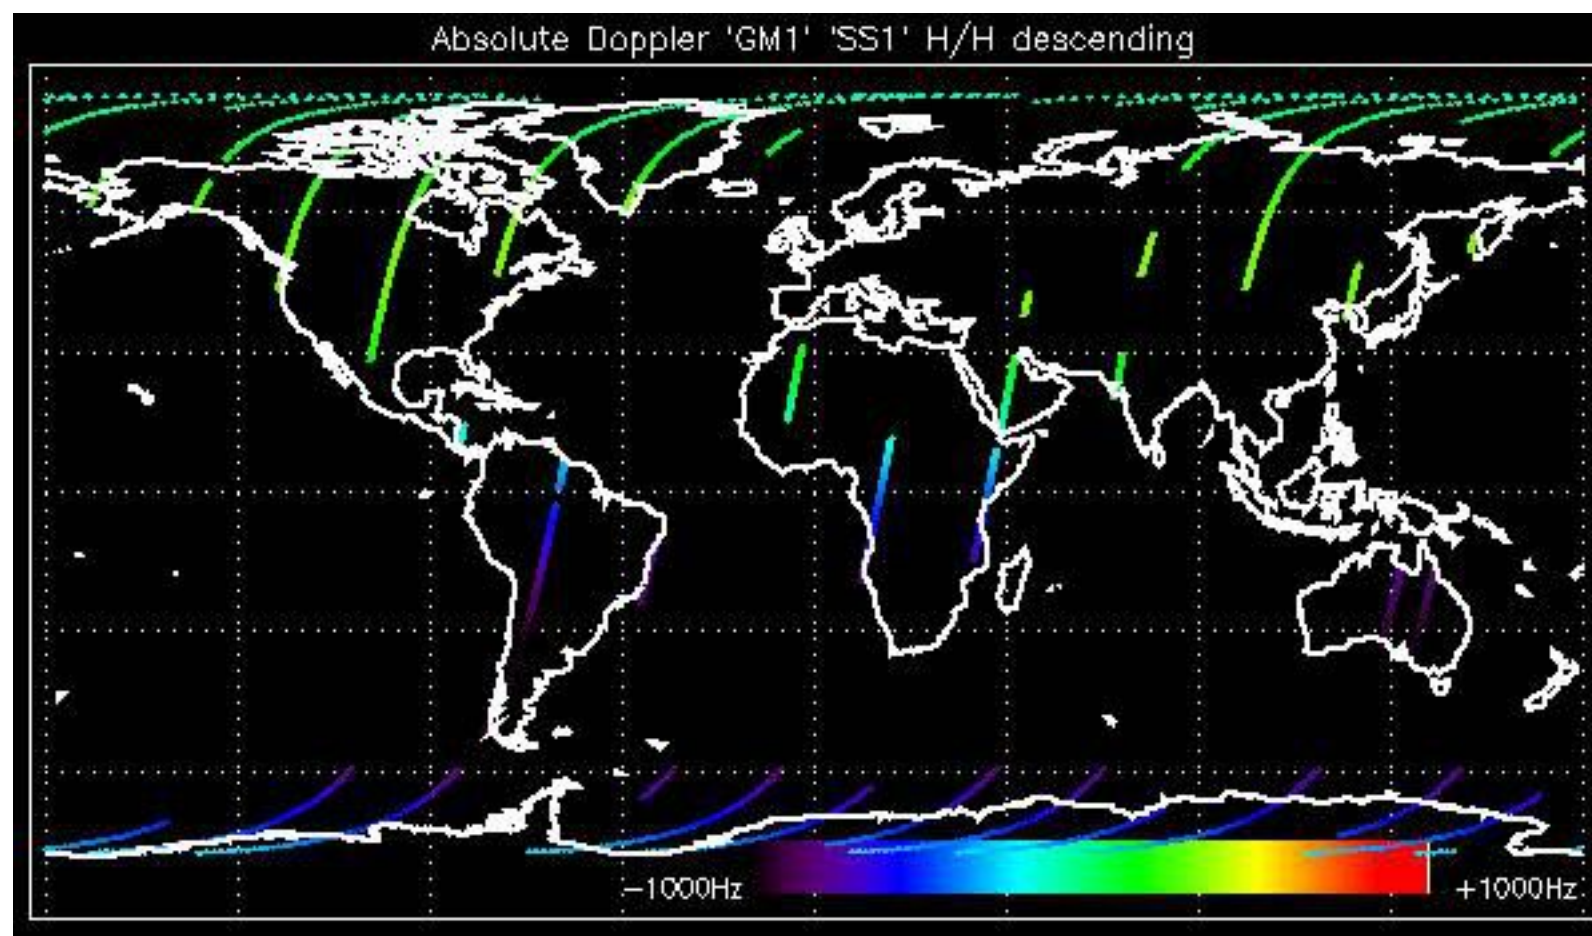 Absolute Doppler 'GM1' 'SS1' H/H descending
−1000Hz +1000Hz